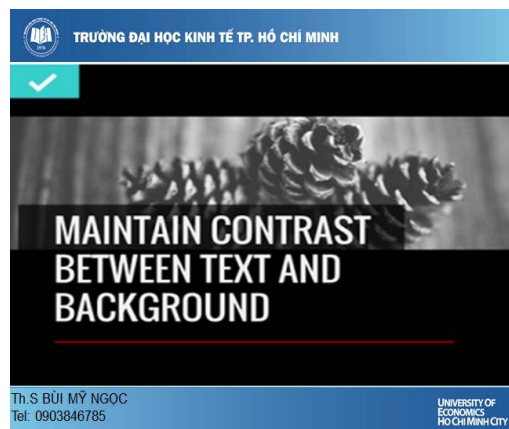 TRƯỜNG ĐẠI HỌC KINH TẾ TP. HỒ CHÍ MINH
MAINTAIN CONTRAST
BETWEEN TEXT AND
BACKGROUND
Th.S BÙI MỸ NGỌC
Tel: 0903846785
UNIVERSITY OF
ECONOMICS
HO CHI MINH CITY